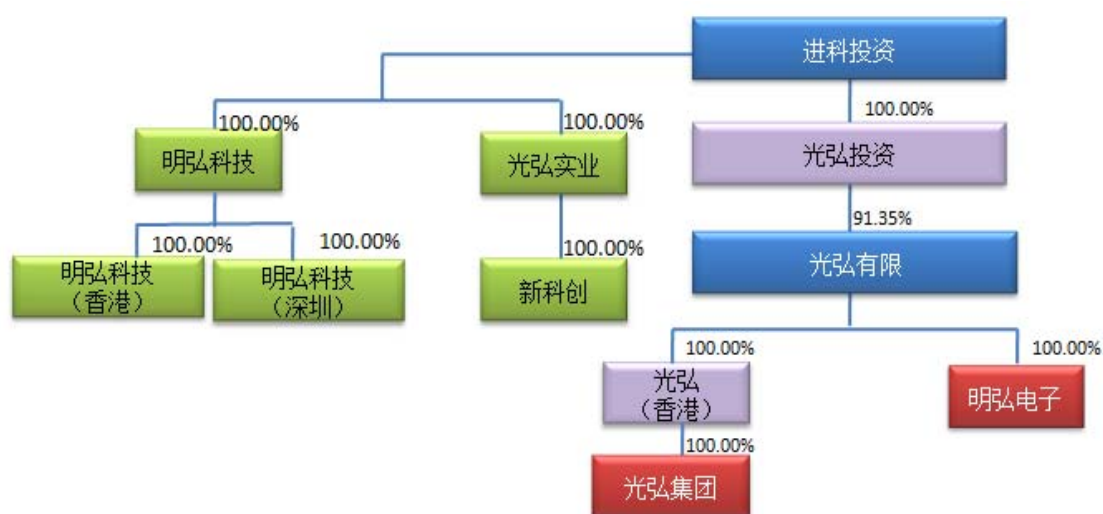 进科投资
100.00%
100.00%
100.00%
明弘科技
光弘实业
光弘投资
91.35%
100.00%
100.00%
100.00%
明弘科技
（香港）
明弘科技
（深圳）
新科创
光弘有限
100.00%
100.00%
光弘
（香港）
明弘电子
100.00%
光弘集团